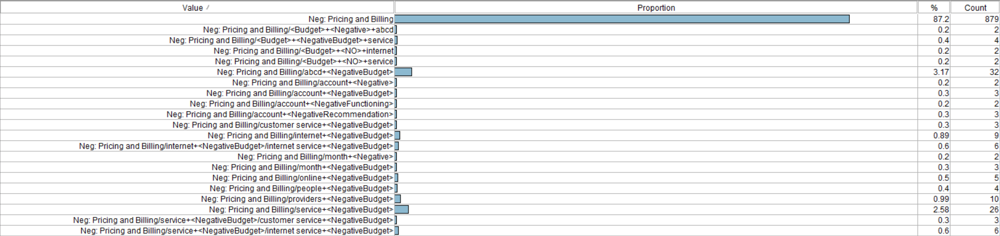 Value / Proportion % Count
Neg: Pricing and Billing 87.2 879
Neg: Pricing and Billing/<Budget>+<Negative>+abcd 0.2 2
Neg: Pricing and Billing/<Budget>+<NegativeBudget>+service 0.4 4
Neg: Pricing and Billing/<Budget>+<NO>+internet 0.2 2
Neg: Pricing and Billing/<Budget>+<NO>+service 0.2 2
Neg: Pricing and Billing/abcd+<NegativeBudget> 3.17 32
Neg: Pricing and Billing/account+<Negative> 0.2 2
Neg: Pricing and Billing/account+<NegativeBudget> 0.3 3
Neg: Pricing and Billing/account+<NegativeFunctioning> 0.2 2
Neg: Pricing and Billing/account+<NegativeRecommendation> 0.3 3
Neg: Pricing and Billing/customer service+<NegativeBudget> 0.3 3
Neg: Pricing and Billing/internet+<NegativeBudget> 0.89 9
Neg: Pricing and Billing/internet+<NegativeBudget>/internet service+<NegativeBudget> 0.6 6
Neg: Pricing and Billing/month+<Negative> 0.2 2
Neg: Pricing and Billing/month+<NegativeBudget> 0.3 3
Neg: Pricing and Billing/online+<NegativeBudget> 0.5 5
Neg: Pricing and Billing/people+<NegativeBudget> 0.4 4
Neg: Pricing and Billing/providers+<NegativeBudget> 0.99 10
Neg: Pricing and Billing/service+<NegativeBudget> 2.58 26
Neg: Pricing and Billing/service+<NegativeBudget>/customer service+<NegativeBudget> 0.3 3
Neg: Pricing and Billing/service+<NegativeBudget>/internet service+<NegativeBudget> 0.6 6